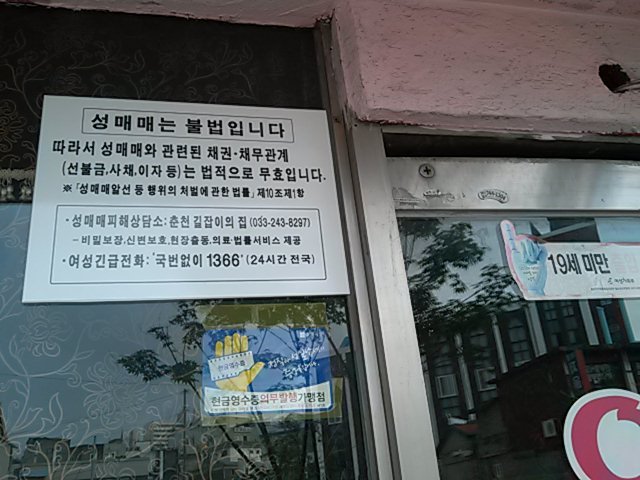 성매매는 불법입니다
따라서 성매매와 관련된 채권·채무관계
(선불금,사채,이자 등)는 법적으로 무효입니다.
※「성매매알선 등 행위의 처벌에 관한 법률」제10조제1항
·성매매피해상담소:춘천 길잡이의 집 (033-243-8297)
－비밀보장,신변보호,현장출동,의료·법률서비스 제공
·여성긴급전화:'국번없이 1366' (24시간 전국)
현금영수증
현금영수증의무발행가맹점
19세 미만